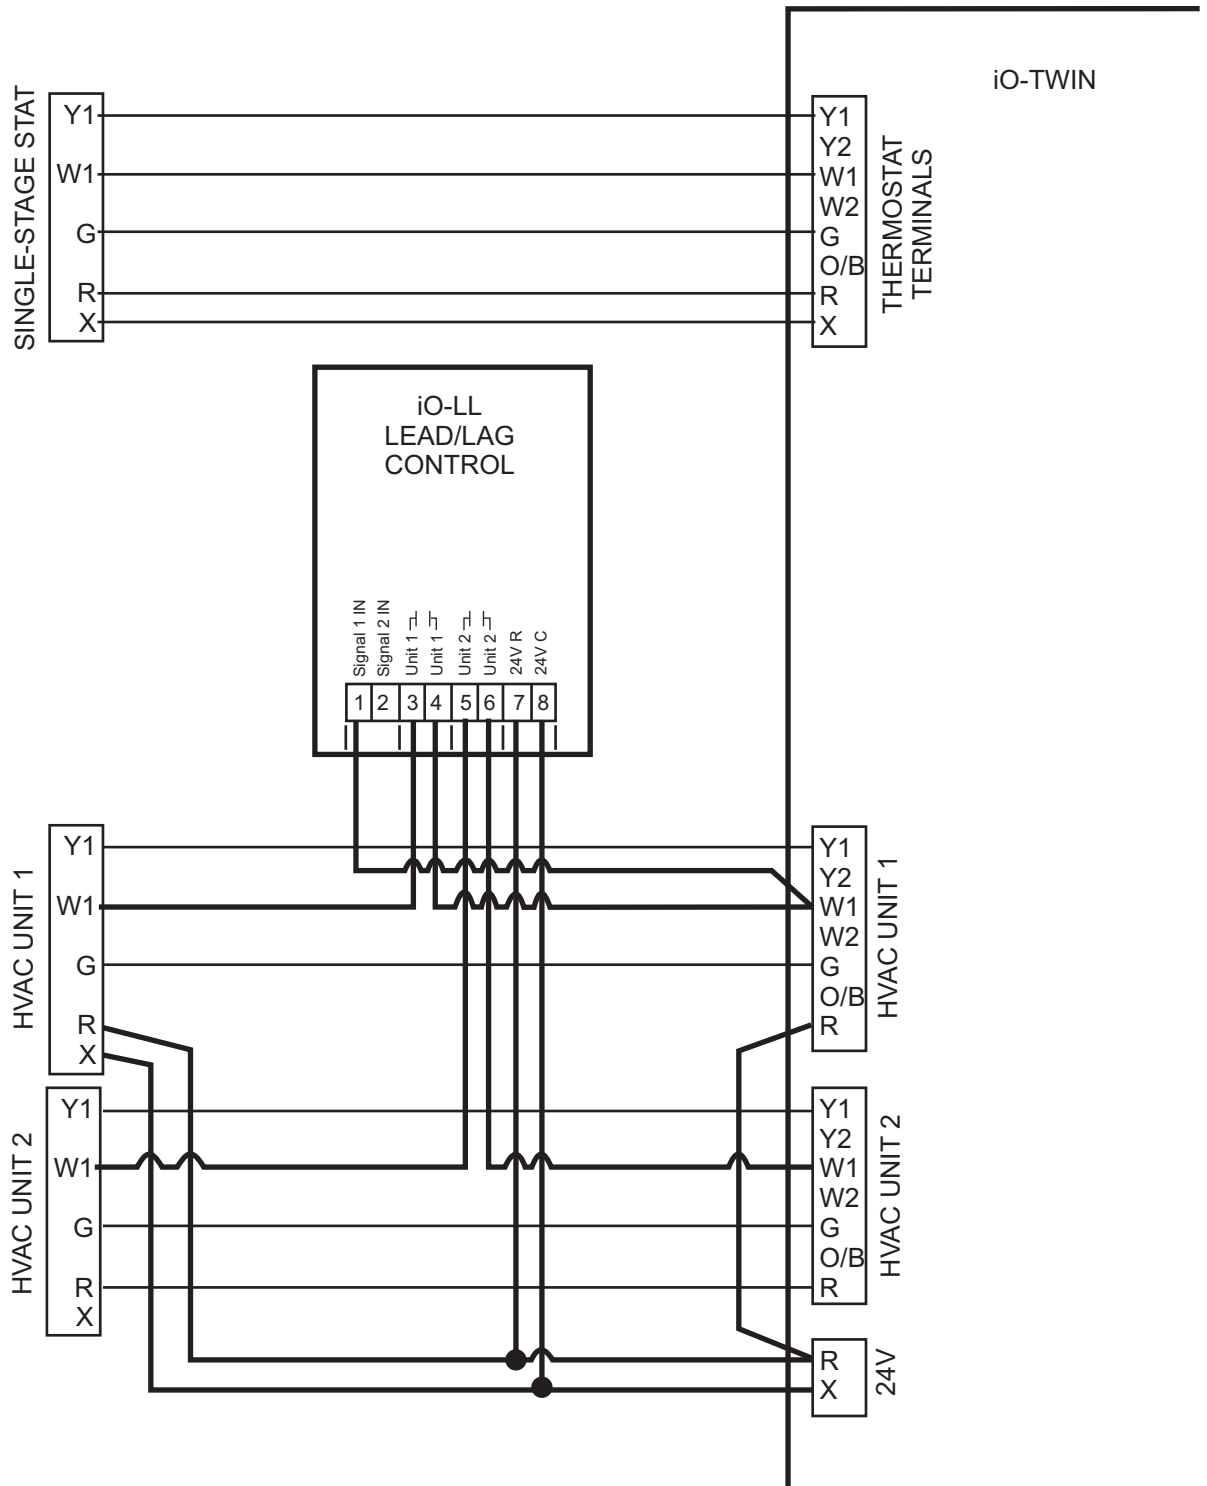 iO-TWIN
SINGLE-STAGE STAT
Y1
W1
G
R
X
Y1
Y2
W1
W2
G
O/B
R
X
THERMOSTAT
TERMINALS
iO-LL
LEAD/LAG
CONTROL
Signal 1 IN
Signal 2 IN
Unit 1
Unit 1
Unit 2
Unit 2
24V R
24V C
1 2 3 4 5 6 7 8
HVAC UNIT 1
Y1
W1
G
R
X
Y1
Y2
W1
W2
G
O/B
R
HVAC UNIT 1
HVAC UNIT 2
Y1
W1
G
R
X
Y1
Y2
W1
W2
G
O/B
R
HVAC UNIT 2
R
X
24V